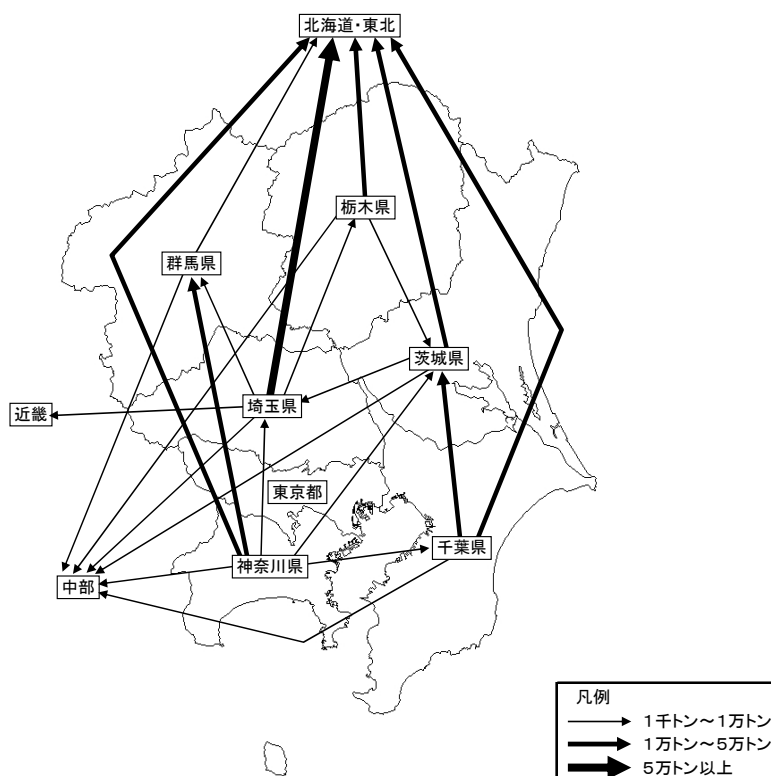 北海道・東北
栃木県
群馬県
茨城県
埼玉県
近畿
東京都
千葉県
神奈川県
中部
凡例
1千トン～1万トン
1万トン～5万トン
5万トン以上